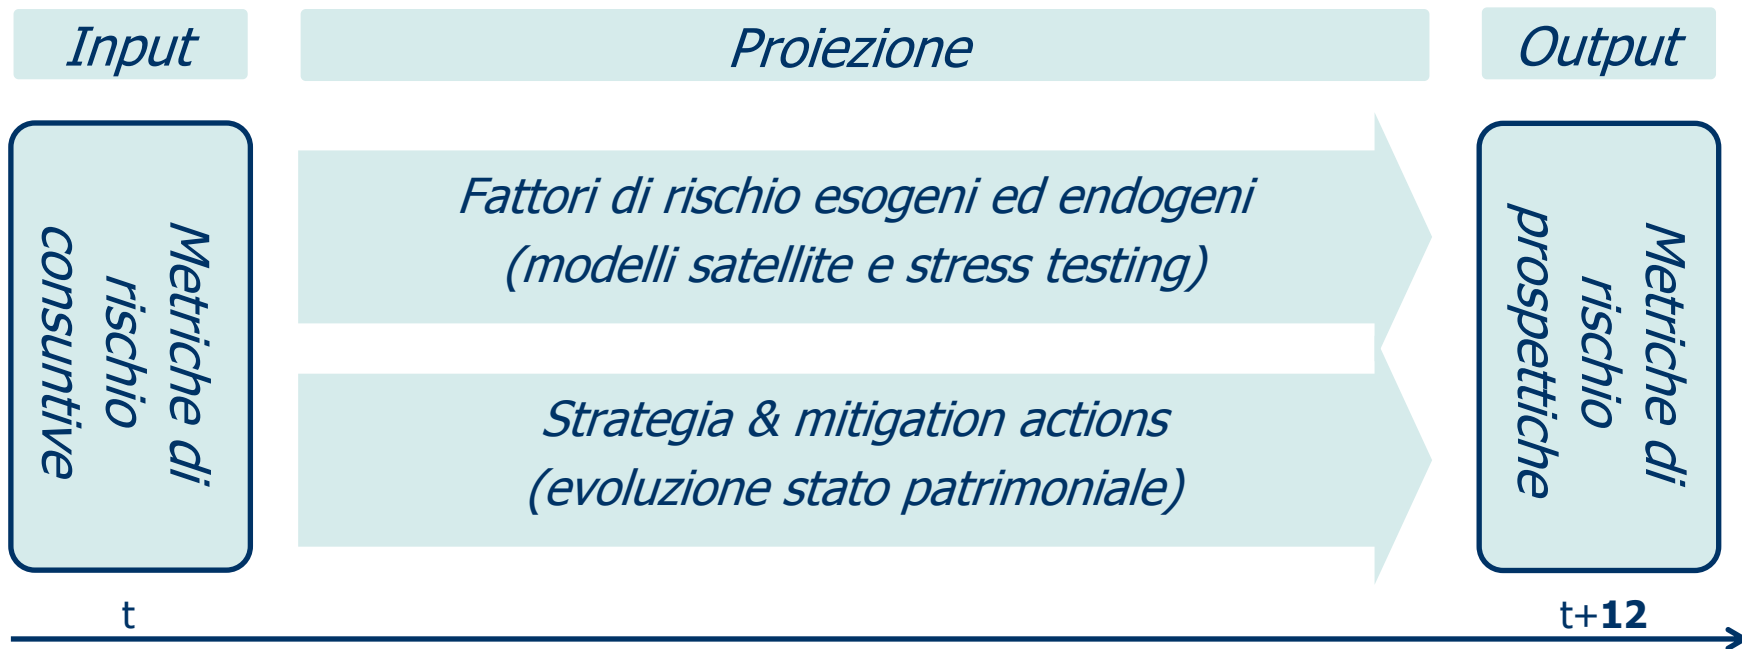 Input
Proiezione
Output
Metriche di
rischio
consuntive
Fattori di rischio esogeni ed endogeni
(modelli satellite e stress testing)
Strategia & mitigation actions
(evoluzione stato patrimoniale)
Metriche di
rischio
prospettiche
t
t+12